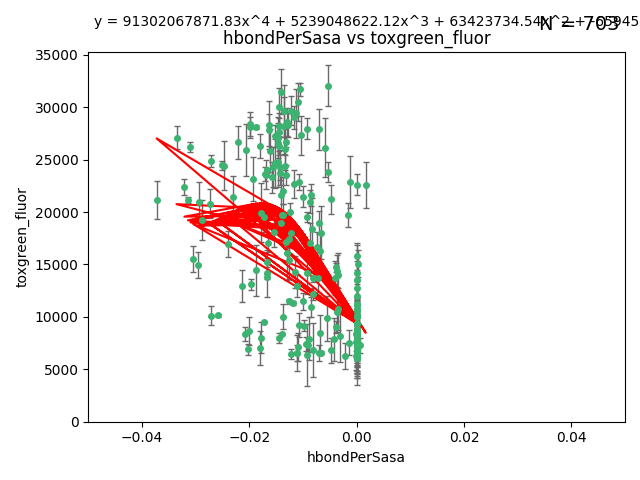 y = 91302067871.83x^4 + 5239048622.12x^3 + 63423734.54x^2 +
N = 703
hbondPerSasa vs toxgreen_fluor
35000
30000
25000
20000
15000
10000
5000
0
toxgreen_fluor
−0.04 −0.02 0.00 0.02 0.04
hbondPerSasa